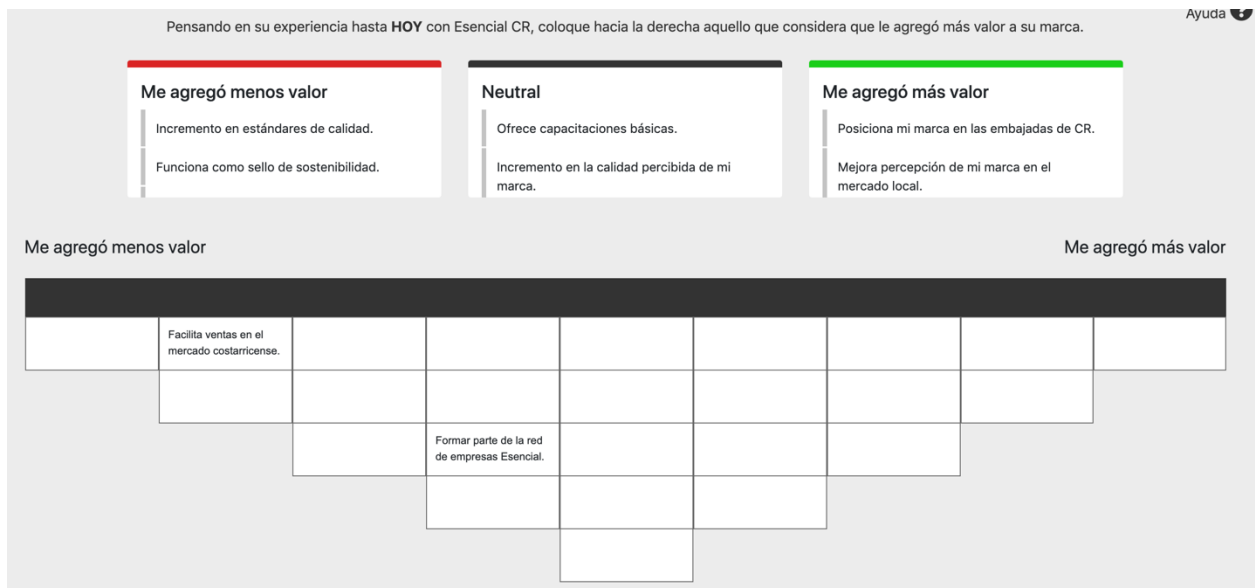 Ayuda
Pensando en su experiencia hasta HOY con Esencial CR, coloque hacia la derecha aquello que considera que le agregó más valor a su marca.
Me agregó menos valor
Incremento en estándares de calidad.
Funciona como sello de sostenibilidad.
Neutral
Ofrece capacitaciones básicas.
Incremento en la calidad percibida de mi
marca.
Me agregó más valor
Posiciona mi marca en las embajadas de CR.
Mejora percepción de mi marca en el
mercado local.
Me agregó menos valor
Me agregó más valor
Facilita ventas en el
mercado costarricense.
Formar parte de la red
de empresas Esencial.